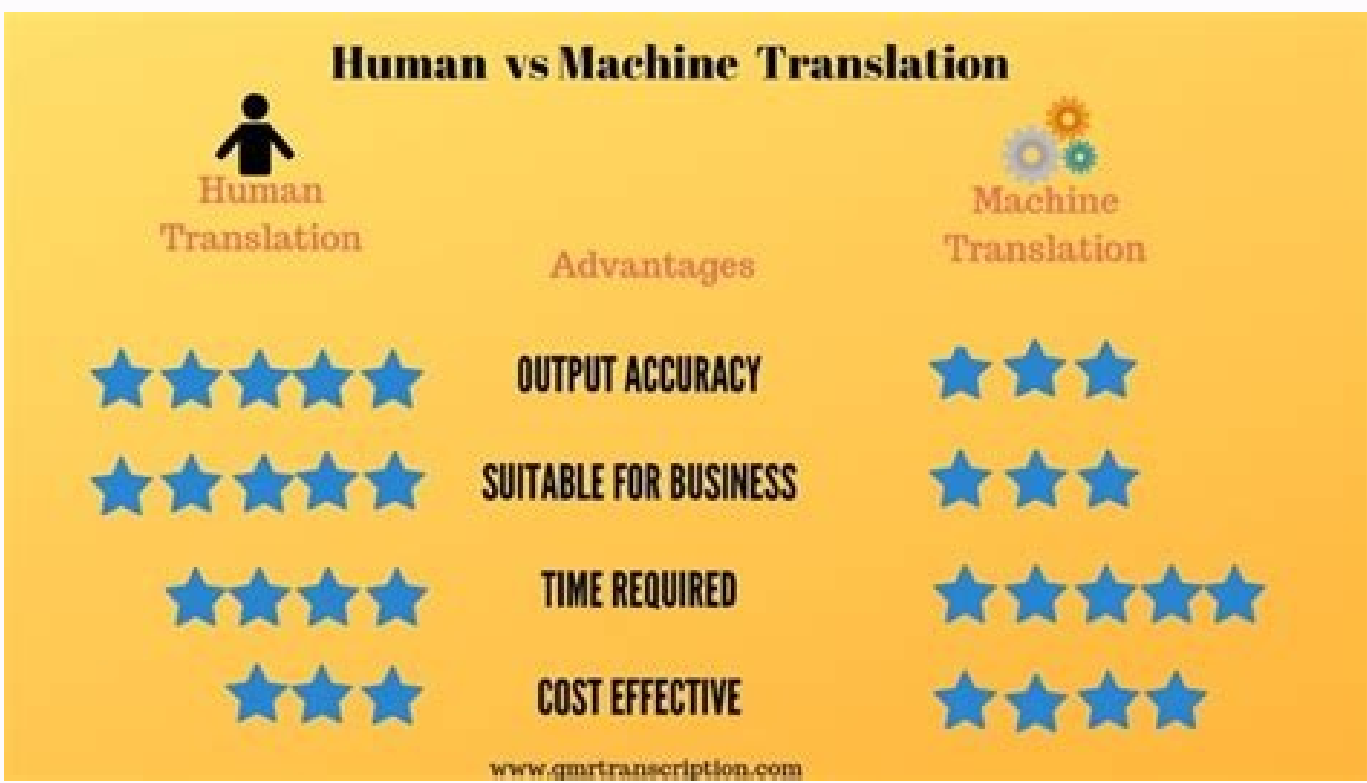 Human vs Machine Translation
Human
Translation
Machine
Translation
Advantages
OUTPUT ACCURACY
SUITABLE FOR BUSINESS
TIME REQUIRED
COST EFFECTIVE
www.qmrtranscription.com